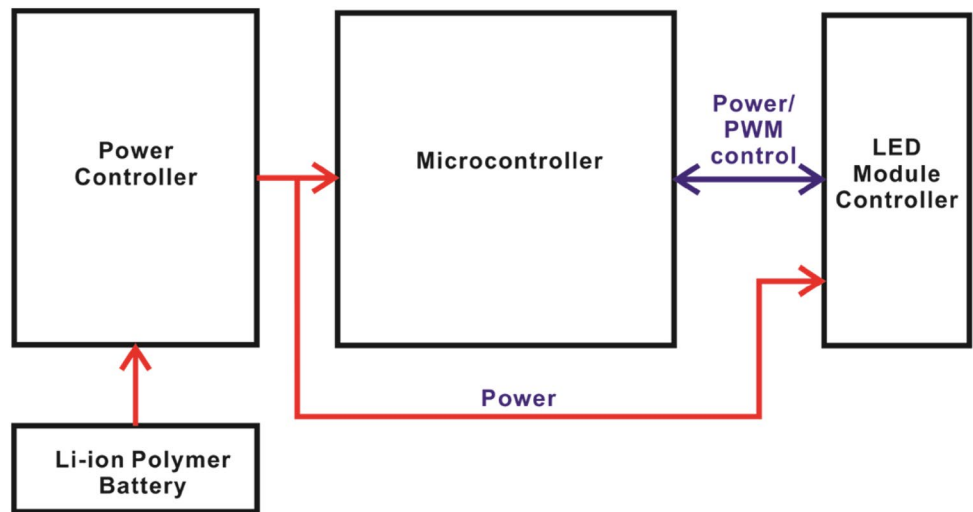 Power
Controller
Microcontroller
Power/
PWM
control
LED
Module
Controller
Power
Li-ion Polymer
Battery